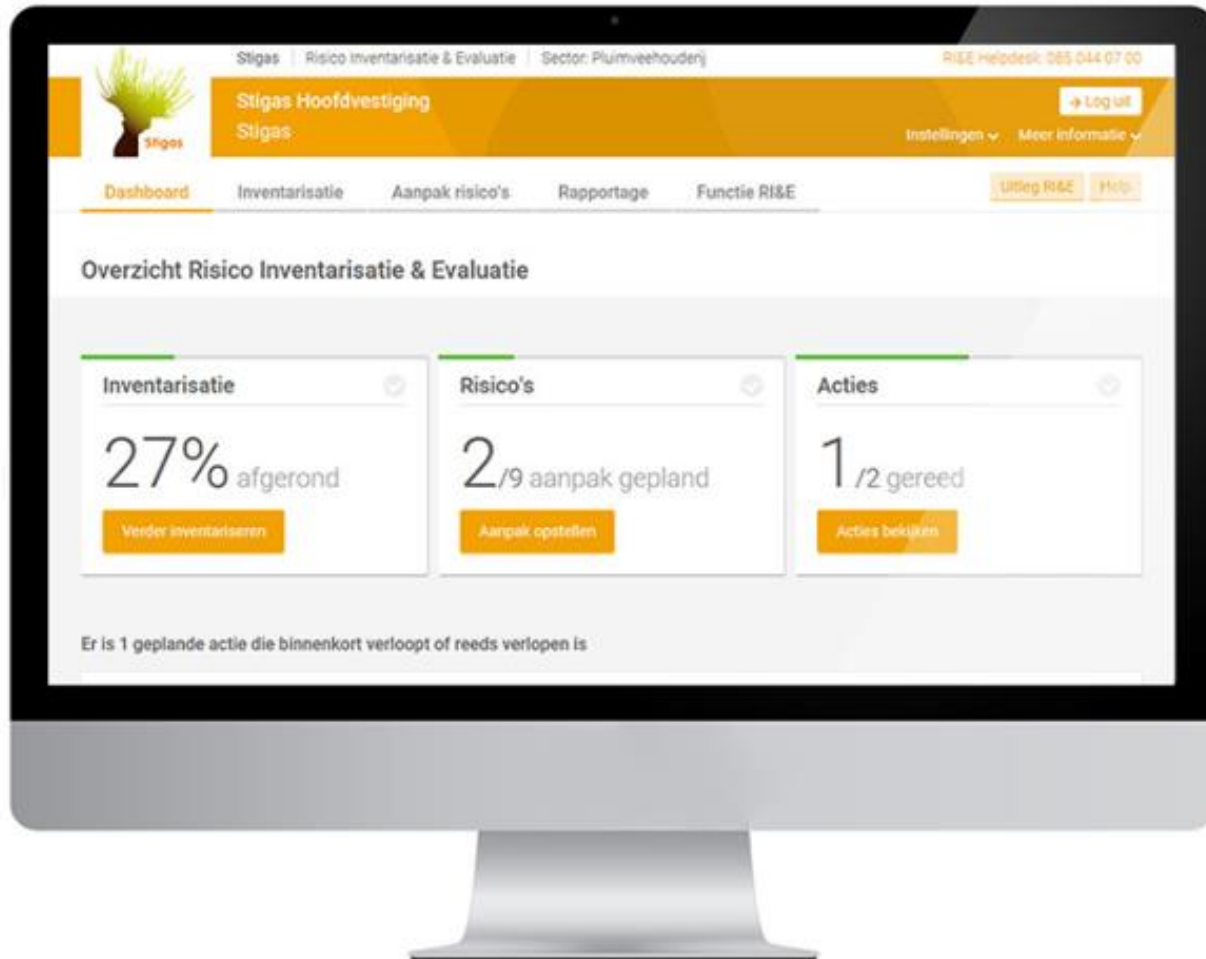 Stigas | Risico Inventarisatie & Evaluatie | Sector: Pluimveehouderij
RI&E Helpdesk: 085 044 07 00
Stigas
Stigas Hoofdvestiging
Stigas
→ Log uit
Instellingen
Meer informatie
Dashboard
Inventarisatie
Aanpak risico's
Rapportage
Functie RI&E
Uitleg RI&E
Help
Overzicht Risico Inventarisatie & Evaluatie
Inventarisatie
27% afgerond
Verder inventariseren
Risico's
2/9 aanpak gepland
Aanpak opstellen
Acties
1/2 gereed
Acties bekijken
Er is 1 geplande actie die binnenkort verloopt of reeds verlopen is